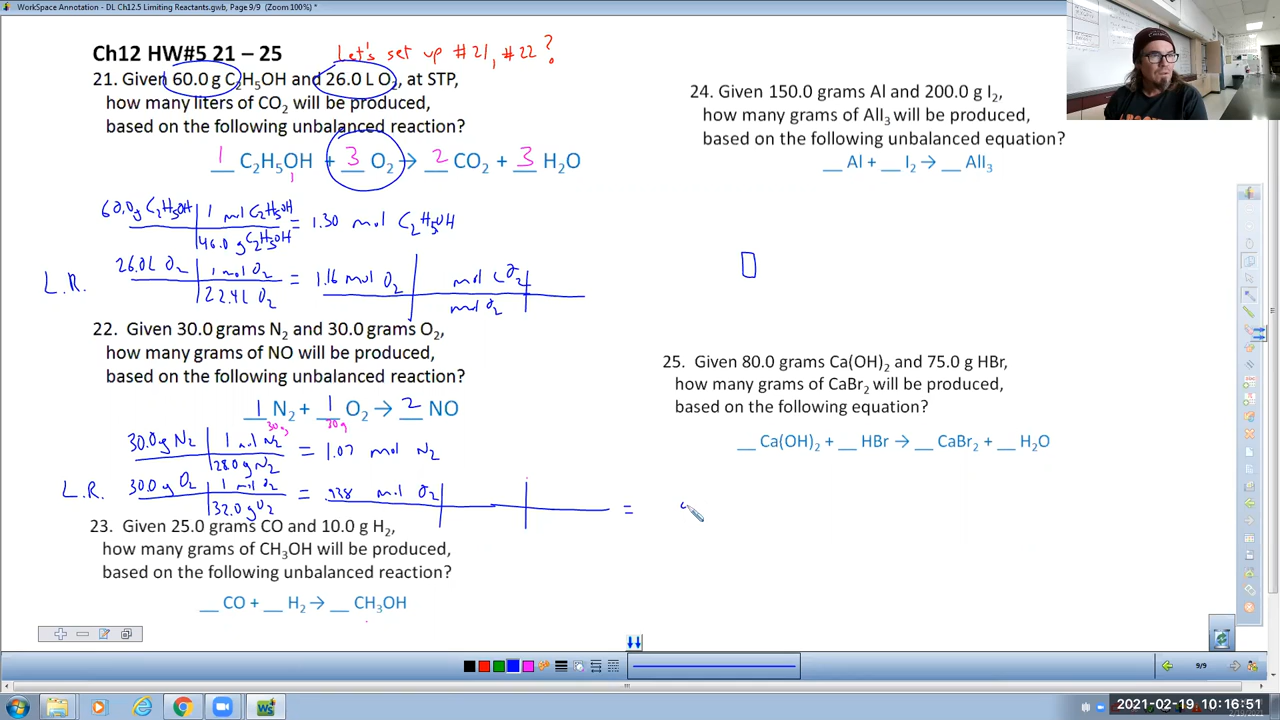 WorkSpace Annotation - DL Ch12.5 Limiting Reactants.gwb, Page 9/9 (Zoom 100%) *
Ch12 HW#5 21 – 25
Let's set up #21, #22 ?
21. Given 60.0 g C₂H₅OH and 26.0 L O₂, at STP,
how many liters of CO₂ will be produced,
based on the following unbalanced reaction?
1 C₂H₅OH + 3 O₂ → 2 CO₂ + 3 H₂O
1
60.0g C₂H₅OH | 1 mol C₂H₅OH = 1.30 mol C₂H₅OH
46.0 g C₂H₅OH
L.R. 26.0L O₂ | 1 mol O₂ = 1.16 mol O₂ | mol CO₂
22.4L O₂ | mol O₂
22. Given 30.0 grams N₂ and 30.0 grams O₂,
how many grams of NO will be produced,
based on the following unbalanced reaction?
1 N₂ + 1 O₂ → 2 NO
30g 30g
30.0g N₂ | 1 mol N₂ = 1.07 mol N₂
28.0g N₂
L.R. 30.0g O₂ | 1 mol O₂ = .938 mol O₂ | | =
32.0g O₂
23. Given 25.0 grams CO and 10.0 g H₂,
how many grams of CH₃OH will be produced,
based on the following unbalanced reaction?
__ CO + __ H₂ → __ CH₃OH
24. Given 150.0 grams Al and 200.0 g I₂,
how many grams of AlI₃ will be produced,
based on the following unbalanced equation?
__ Al + __ I₂ → __ AlI₃
25. Given 80.0 grams Ca(OH)₂ and 75.0 g HBr,
how many grams of CaBr₂ will be produced,
based on the following equation?
__ Ca(OH)₂ + __ HBr → __ CaBr₂ + __ H₂O
9/9
2021-02-19 10:16:51